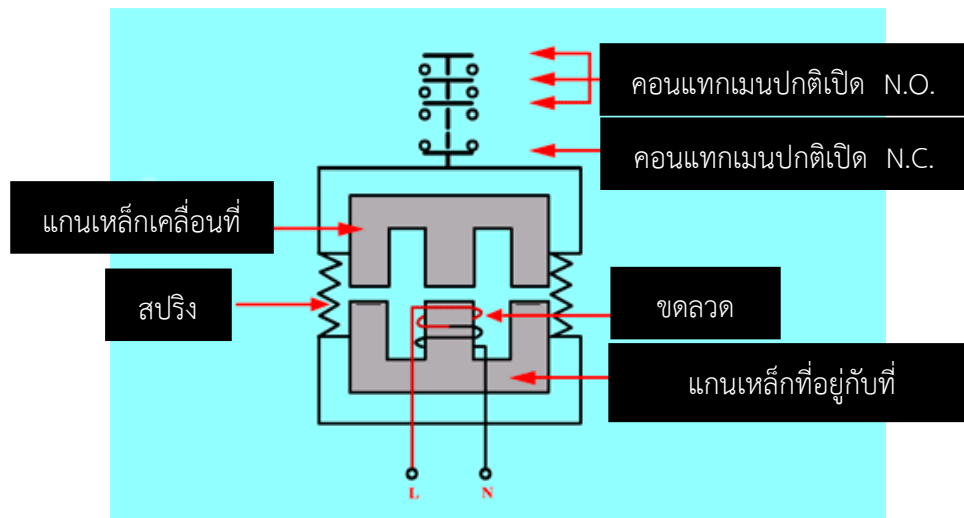 คอนแทกเมนปกติเปิด N.O.
คอนแทกเมนปกติเปิด N.C.
แกนเหล็กเคลื่อนที่
สปริง
ขดลวด
แกนเหล็กที่อยู่กับที่
L N